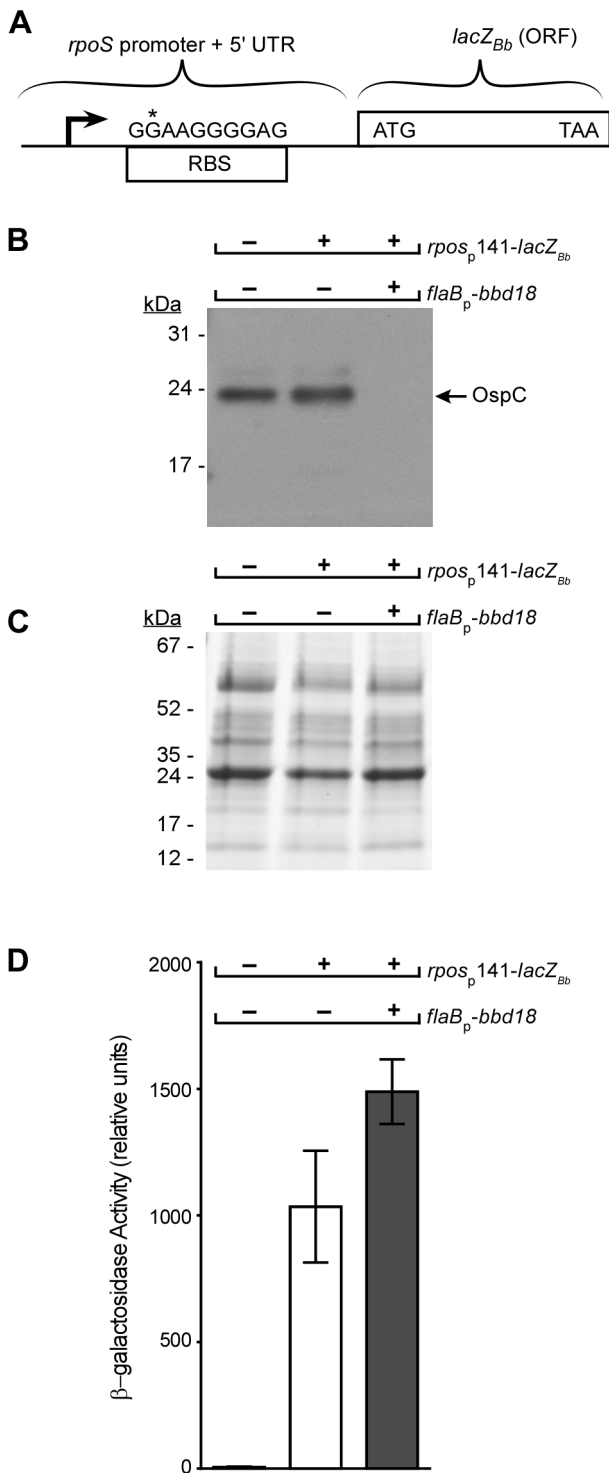 A
rpoS promoter + 5' UTR
lacZBb (ORF)
*
GGAAGGGGAG
ATG TAA
RBS
B
– + + rposp141-lacZBb
– – + flaBp-bbd18
kDa
31 -
24 -
OspC
17 -
– + + rposp141-lacZBb
– – + flaBp-bbd18
C
kDa
67 -
52 -
35 -
24 -
17 -
12 -
D
– + + rposp141-lacZBb
– – + flaBp-bbd18
2000
1500
1000
500
0
β–galactosidase Activity (relative units)